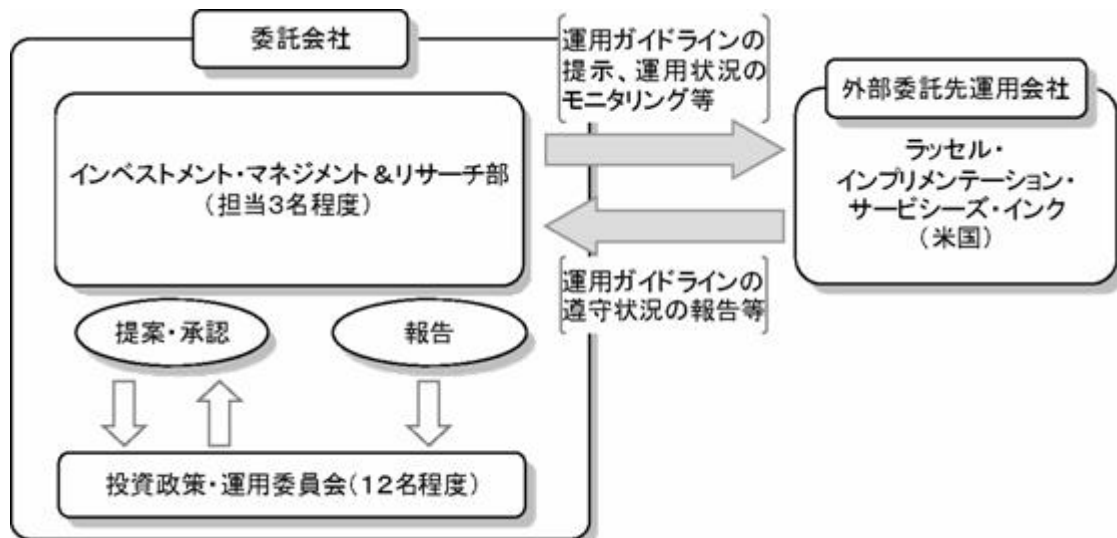 委託会社
運用ガイドラインの
提示、運用状況の
モニタリング等
外部委託先運用会社
インベストメント・マネジメント&リサーチ部
(担当3名程度)
ラッセル・
インプリメンテーション・
サービシーズ・インク
(米国)
運用ガイドラインの
遵守状況の報告等
提案・承認
報告
投資政策・運用委員会(12名程度)